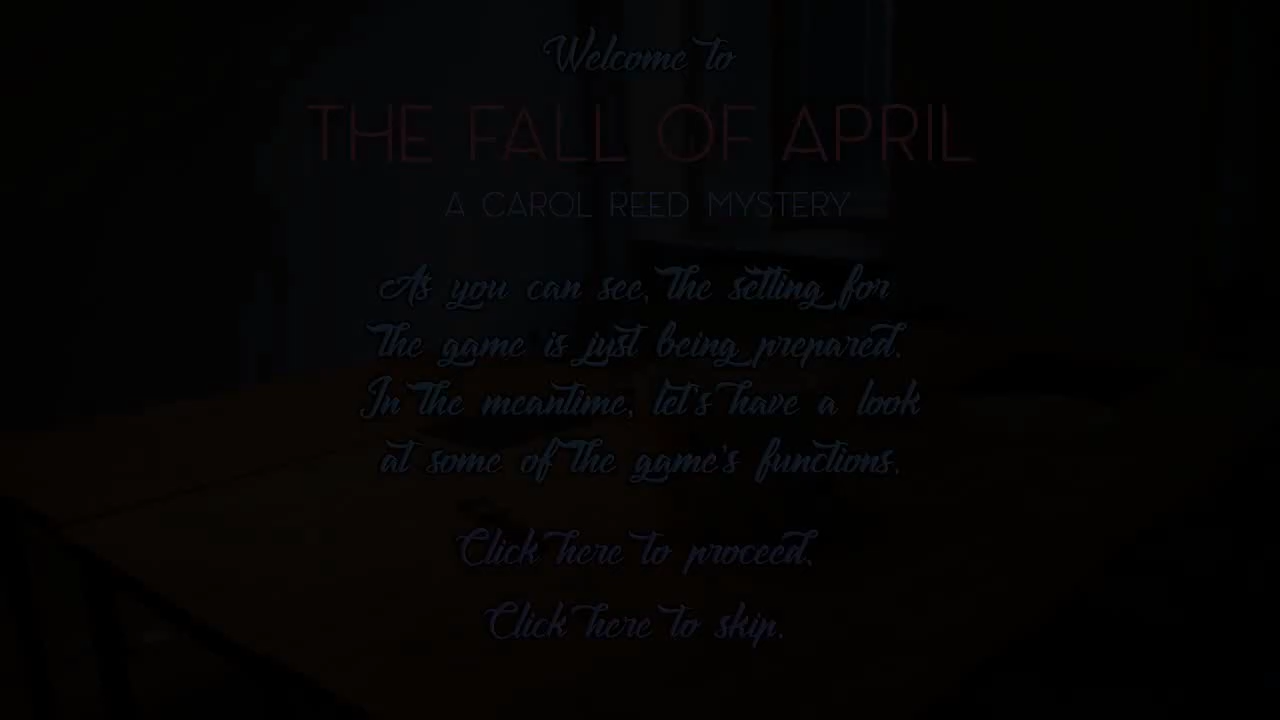 Welcome to
THE FALL OF APRIL
A CAROL REED MYSTERY
As you can see, the setting for
the game is just being prepared.
In the meantime, let's have a look
at some of the game's functions.
Click here to proceed.
Click here to skip.